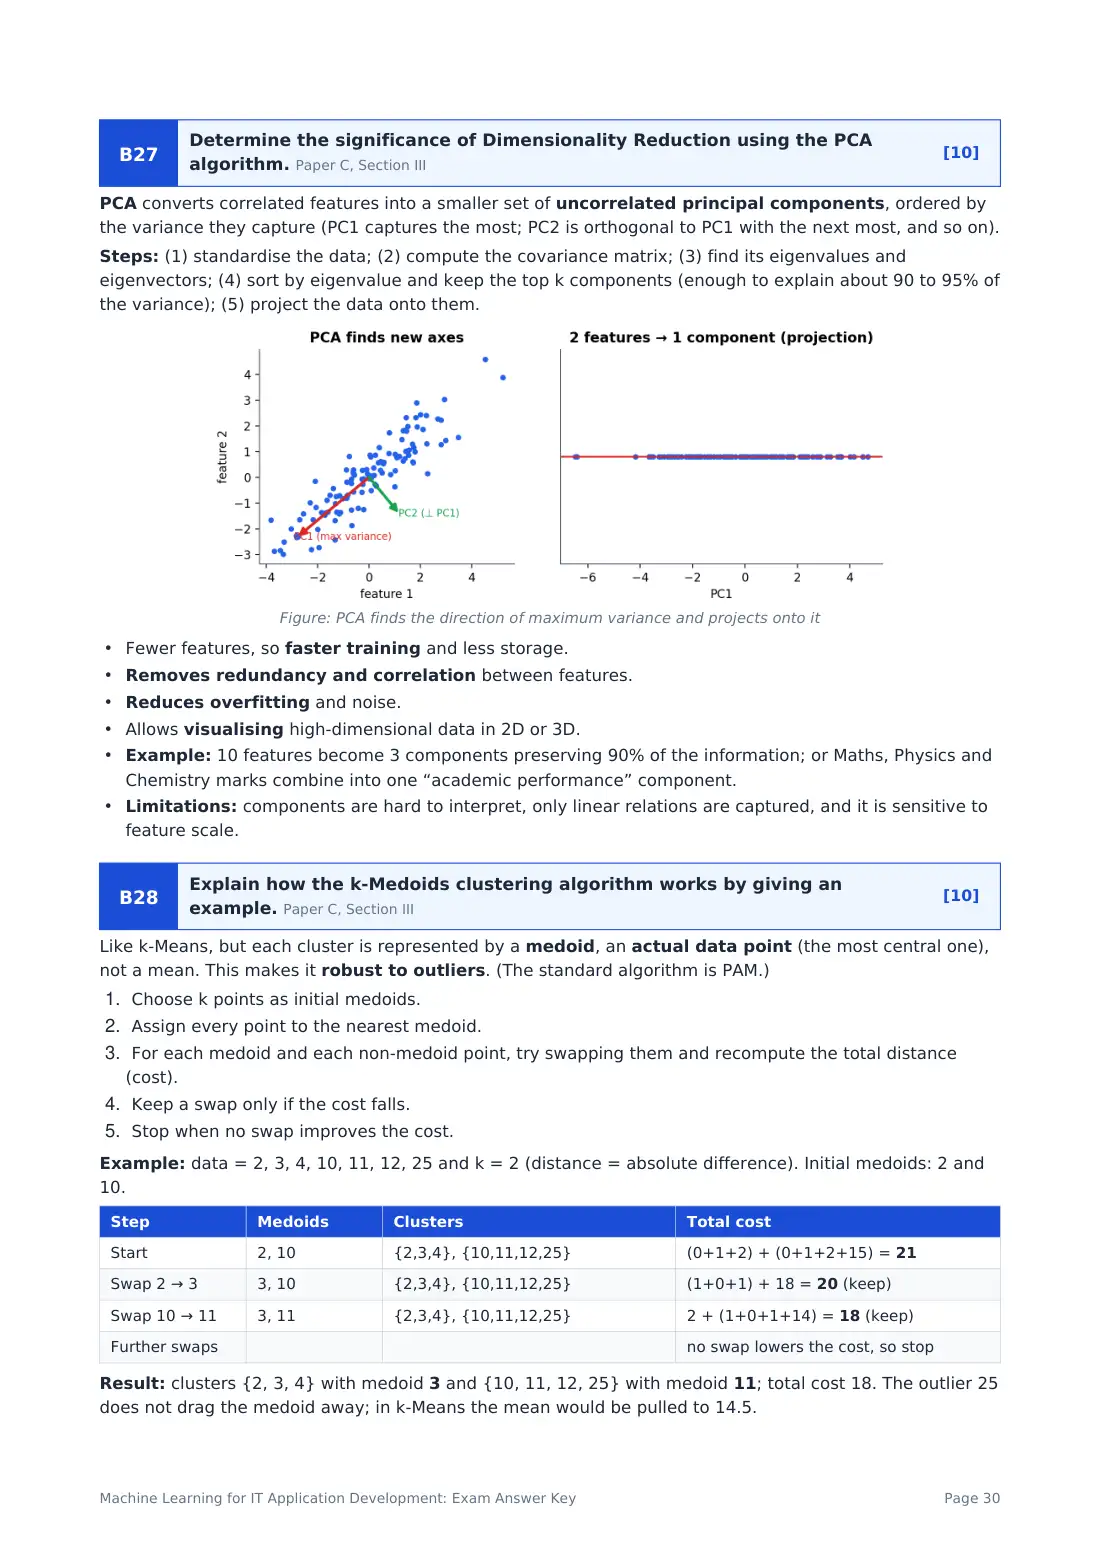 B27
Determine the significance of Dimensionality Reduction using the PCA
algorithm. Paper C, Section III
[10]
PCA converts correlated features into a smaller set of uncorrelated principal components, ordered by
the variance they capture (PC1 captures the most; PC2 is orthogonal to PC1 with the next most, and so on).
Steps: (1) standardise the data; (2) compute the covariance matrix; (3) find its eigenvalues and
eigenvectors; (4) sort by eigenvalue and keep the top k components (enough to explain about 90 to 95% of
the variance); (5) project the data onto them.
PCA finds new axes
4
3
2
1
0
−1
−2
−3
feature 2
PC2 (⊥ PC1)
PC1 (max variance)
−4 −2 0 2 4
feature 1
2 features → 1 component (projection)
−6 −4 −2 0 2 4
PC1
Figure: PCA finds the direction of maximum variance and projects onto it
• Fewer features, so faster training and less storage.
• Removes redundancy and correlation between features.
• Reduces overfitting and noise.
• Allows visualising high-dimensional data in 2D or 3D.
• Example: 10 features become 3 components preserving 90% of the information; or Maths, Physics and
Chemistry marks combine into one “academic performance” component.
• Limitations: components are hard to interpret, only linear relations are captured, and it is sensitive to
feature scale.
B28
Explain how the k-Medoids clustering algorithm works by giving an
example. Paper C, Section III
[10]
Like k-Means, but each cluster is represented by a medoid, an actual data point (the most central one),
not a mean. This makes it robust to outliers. (The standard algorithm is PAM.)
1. Choose k points as initial medoids.
2. Assign every point to the nearest medoid.
3. For each medoid and each non-medoid point, try swapping them and recompute the total distance
(cost).
4. Keep a swap only if the cost falls.
5. Stop when no swap improves the cost.
Example: data = 2, 3, 4, 10, 11, 12, 25 and k = 2 (distance = absolute difference). Initial medoids: 2 and
10.
Step Medoids Clusters Total cost
Start 2, 10 {2,3,4}, {10,11,12,25} (0+1+2) + (0+1+2+15) = 21
Swap 2 → 3 3, 10 {2,3,4}, {10,11,12,25} (1+0+1) + 18 = 20 (keep)
Swap 10 → 11 3, 11 {2,3,4}, {10,11,12,25} 2 + (1+0+1+14) = 18 (keep)
Further swaps no swap lowers the cost, so stop
Result: clusters {2, 3, 4} with medoid 3 and {10, 11, 12, 25} with medoid 11; total cost 18. The outlier 25
does not drag the medoid away; in k-Means the mean would be pulled to 14.5.
Machine Learning for IT Application Development: Exam Answer Key Page 30